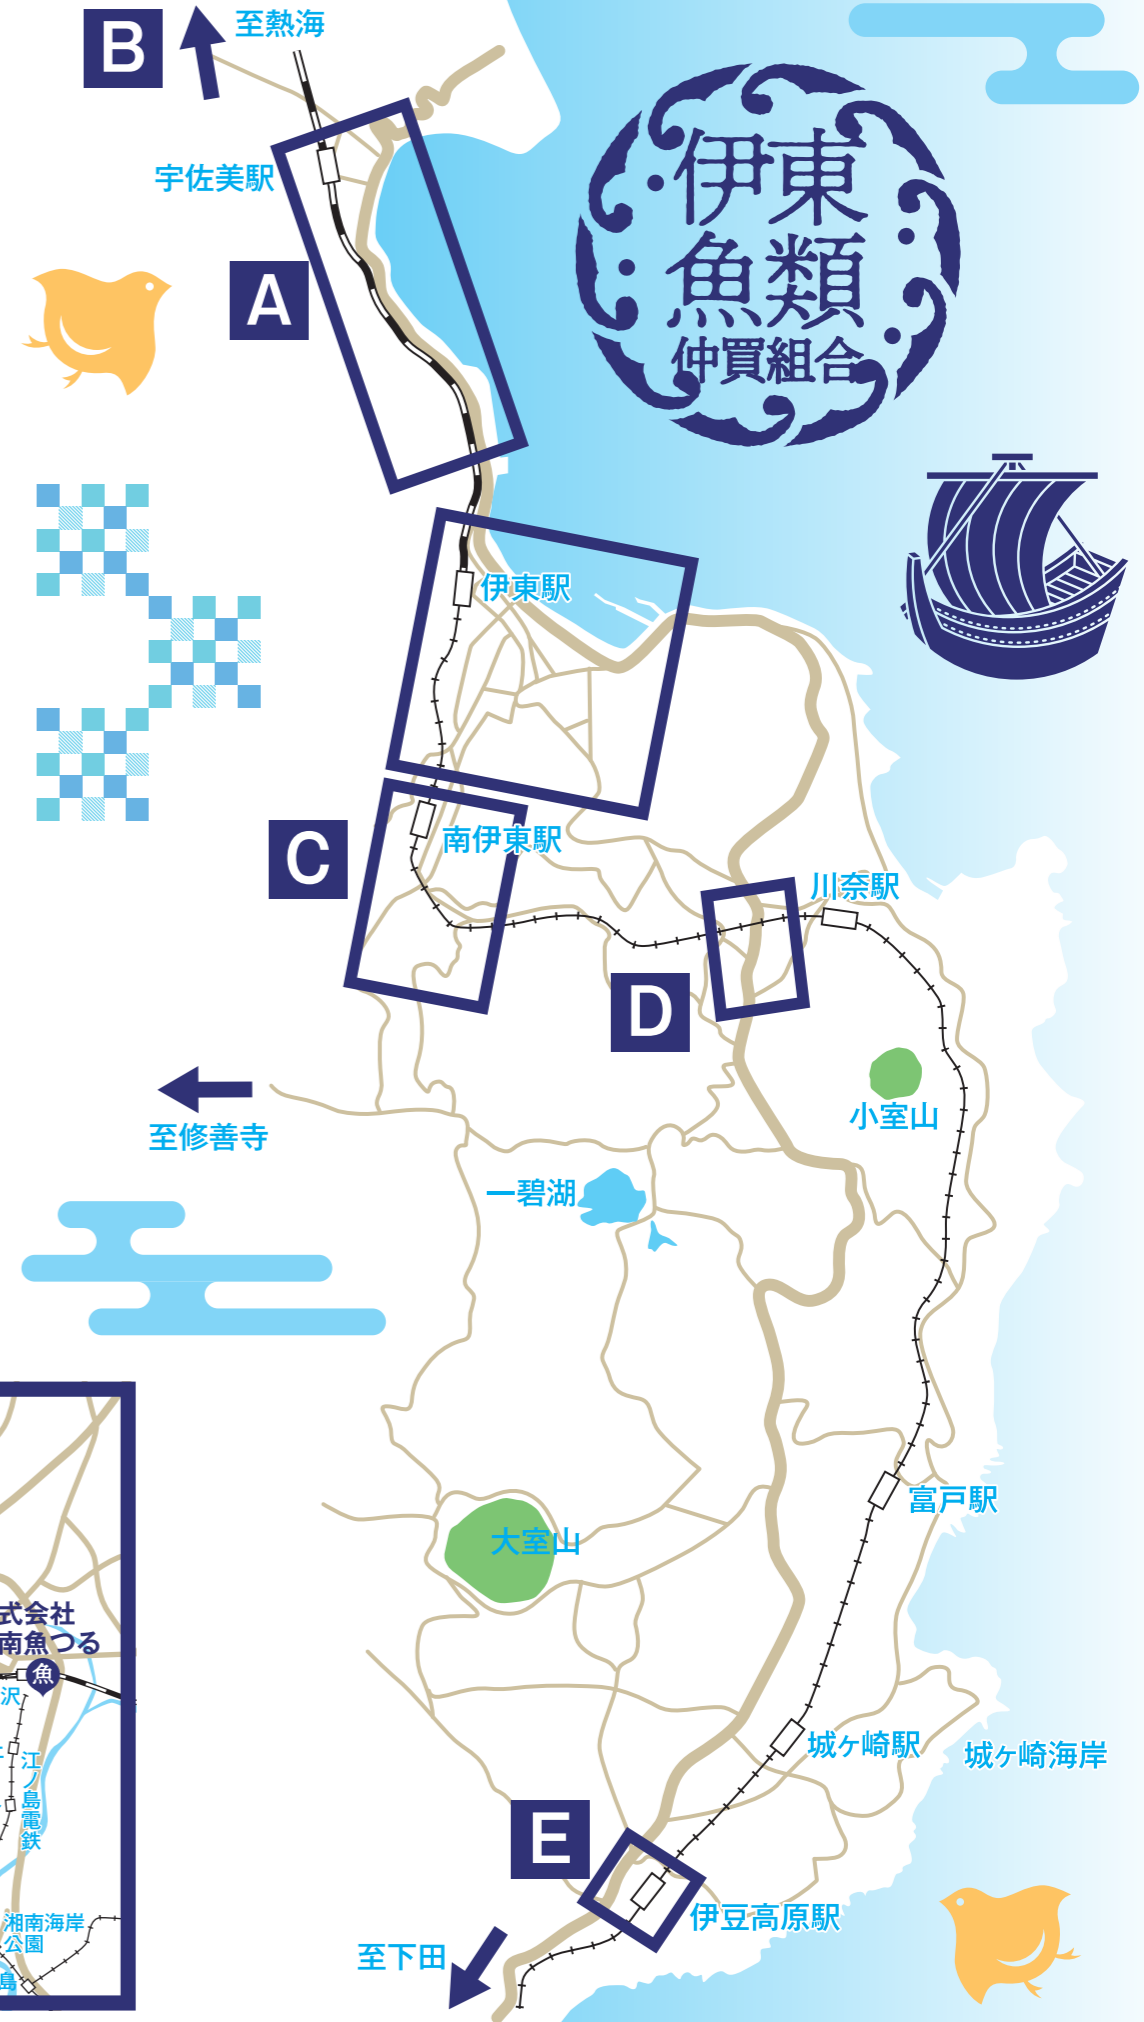 B
至熱海
宇佐美駅
A
伊東
魚類
仲買組合
伊東駅
C
南伊東駅
川奈駅
D
小室山
至修善寺
一碧湖
大室山
富戸駅
式会社
南魚つる
魚
沢
江ノ島電鉄
湘南海岸
公園
島
城ヶ崎駅
城ヶ崎海岸
E
伊豆高原駅
至下田